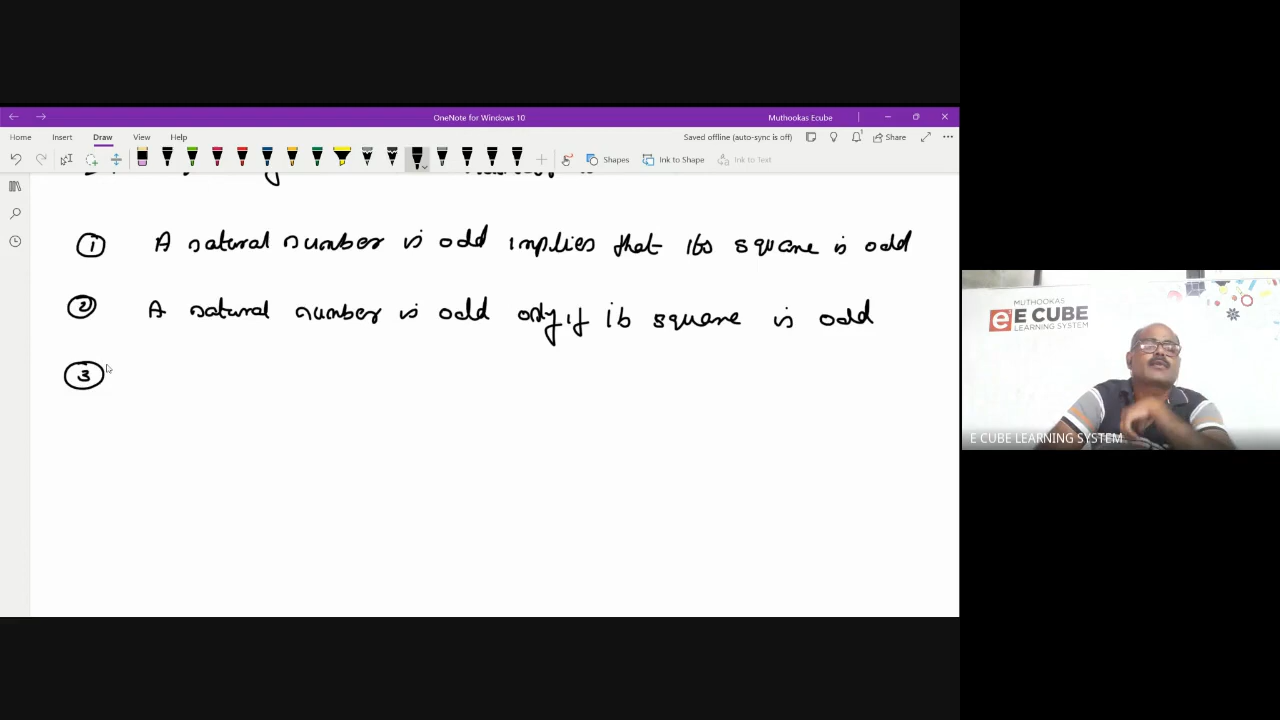 OneNote for Windows 10
Muthookas Ecube
Home Insert Draw View Help
Saved offline (auto-sync is off) Share
Shapes Ink to Shape Ink to Text
① A natural number is odd implies that its square is odd
② A natural number is odd only if its square is odd
③
MUTHOOKAS
e E CUBE
LEARNING SYSTEM
E CUBE LEARNING SYSTEM